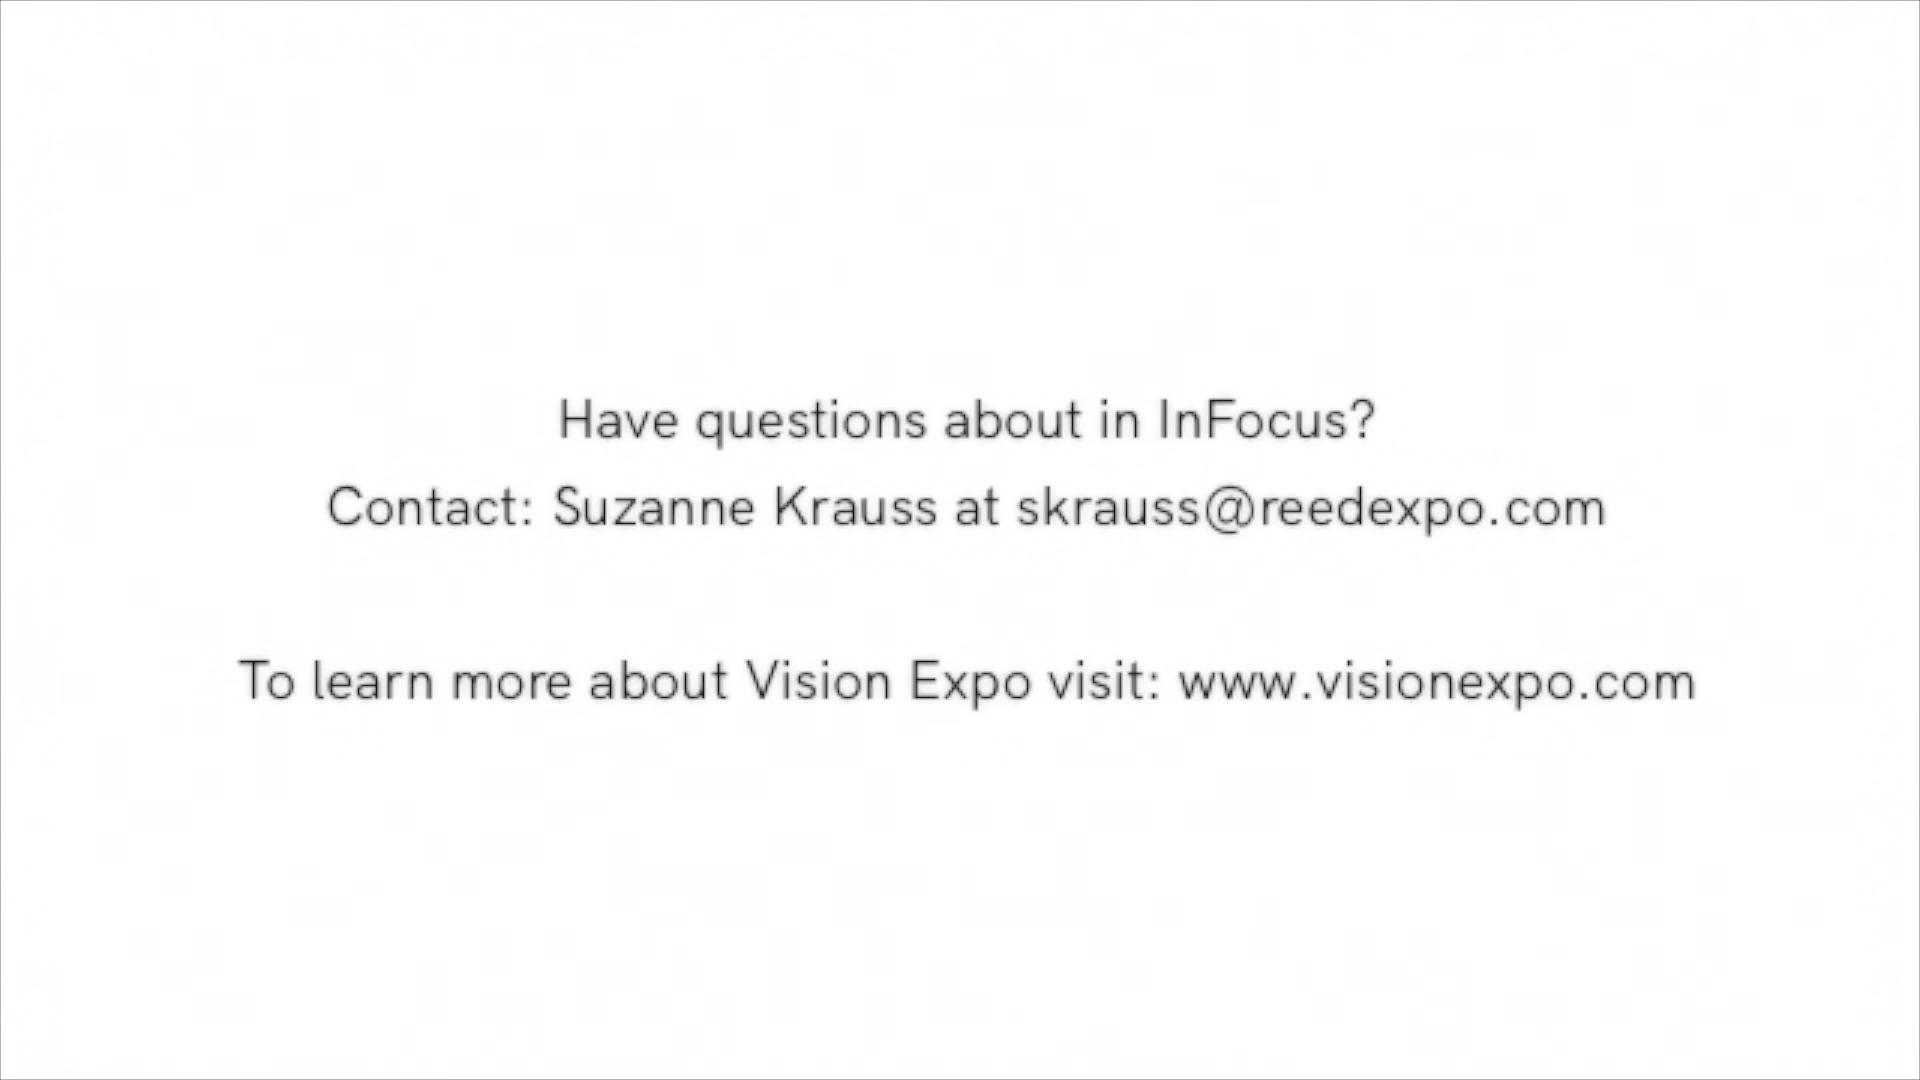 Have questions about in InFocus?
Contact: Suzanne Krauss at skrauss@reedexpo.com
To learn more about Vision Expo visit: www.visionexpo.com